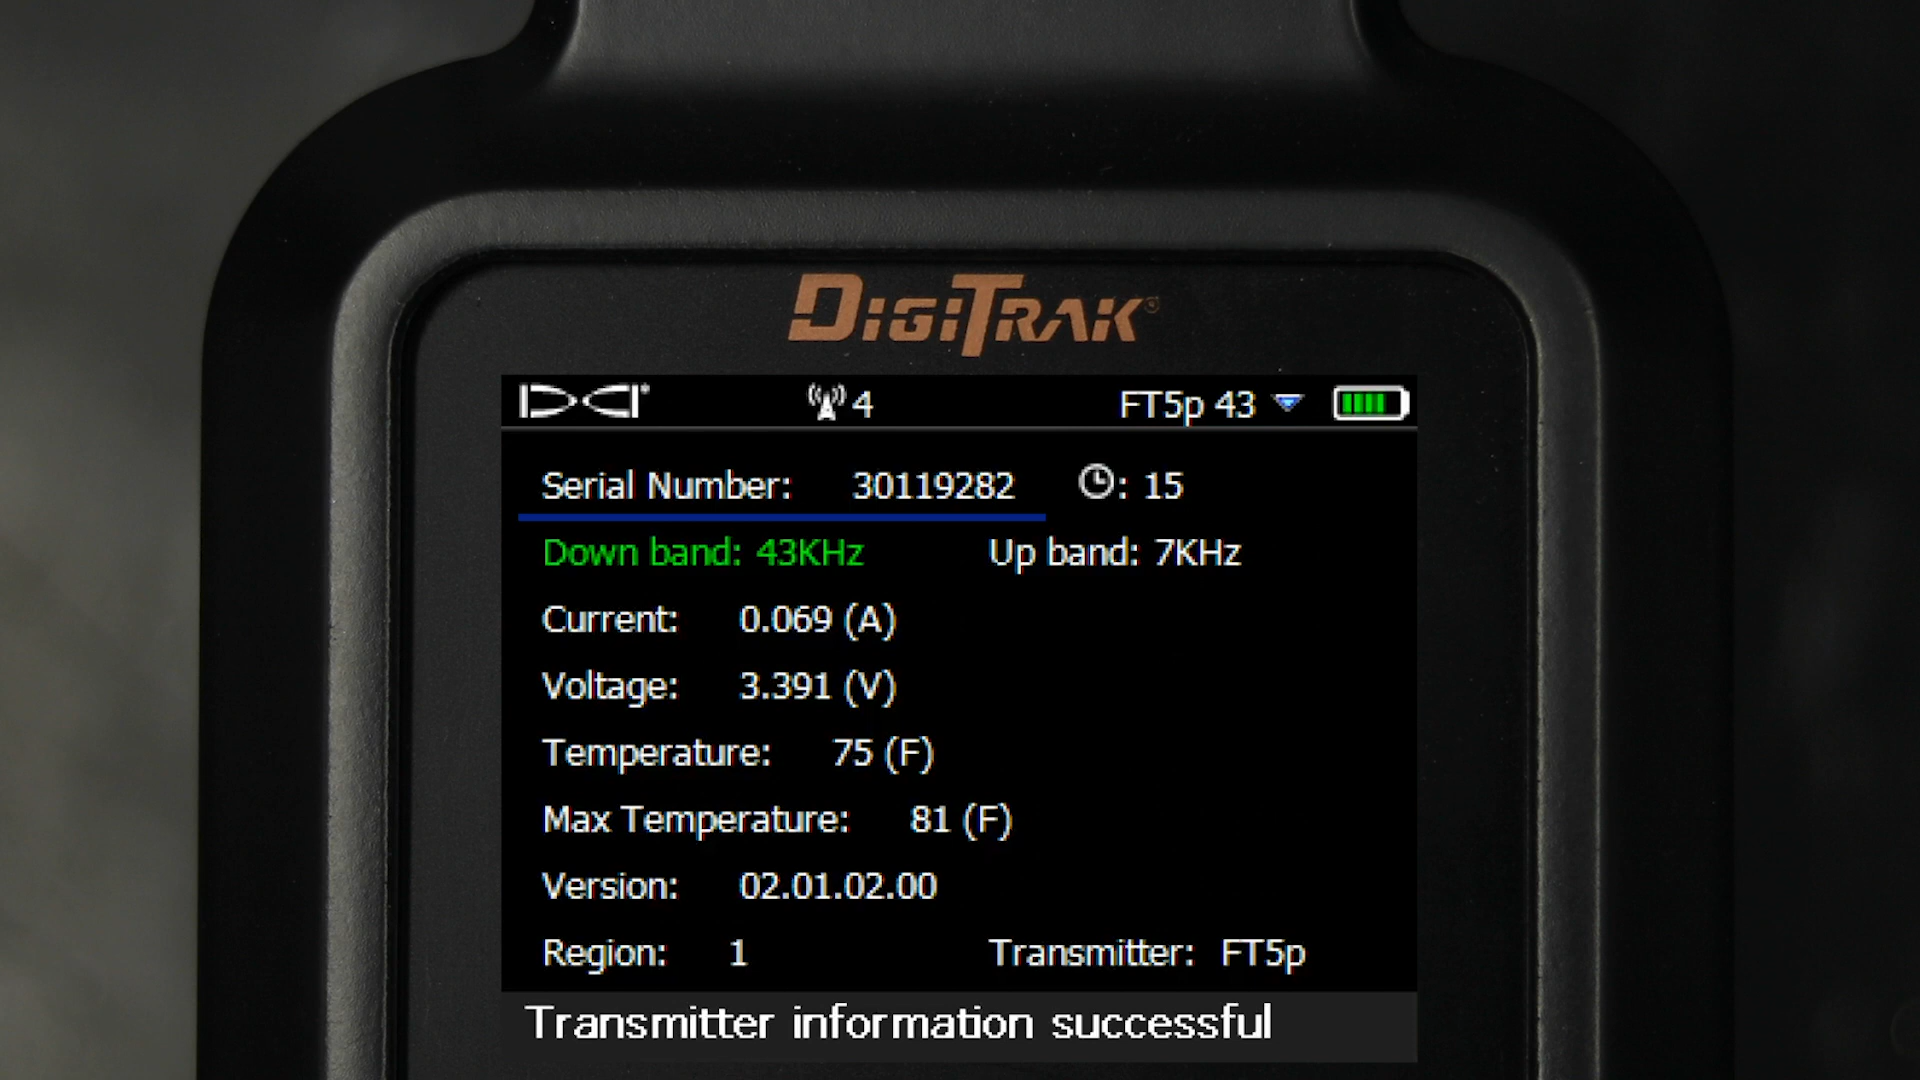 DIGITRAK®
DCI® 4 FT5p 43
Serial Number: 30119282 : 15
Down band: 43KHz Up band: 7KHz
Current: 0.069 (A)
Voltage: 3.391 (V)
Temperature: 75 (F)
Max Temperature: 81 (F)
Version: 02.01.02.00
Region: 1 Transmitter: FT5p
Transmitter information successful